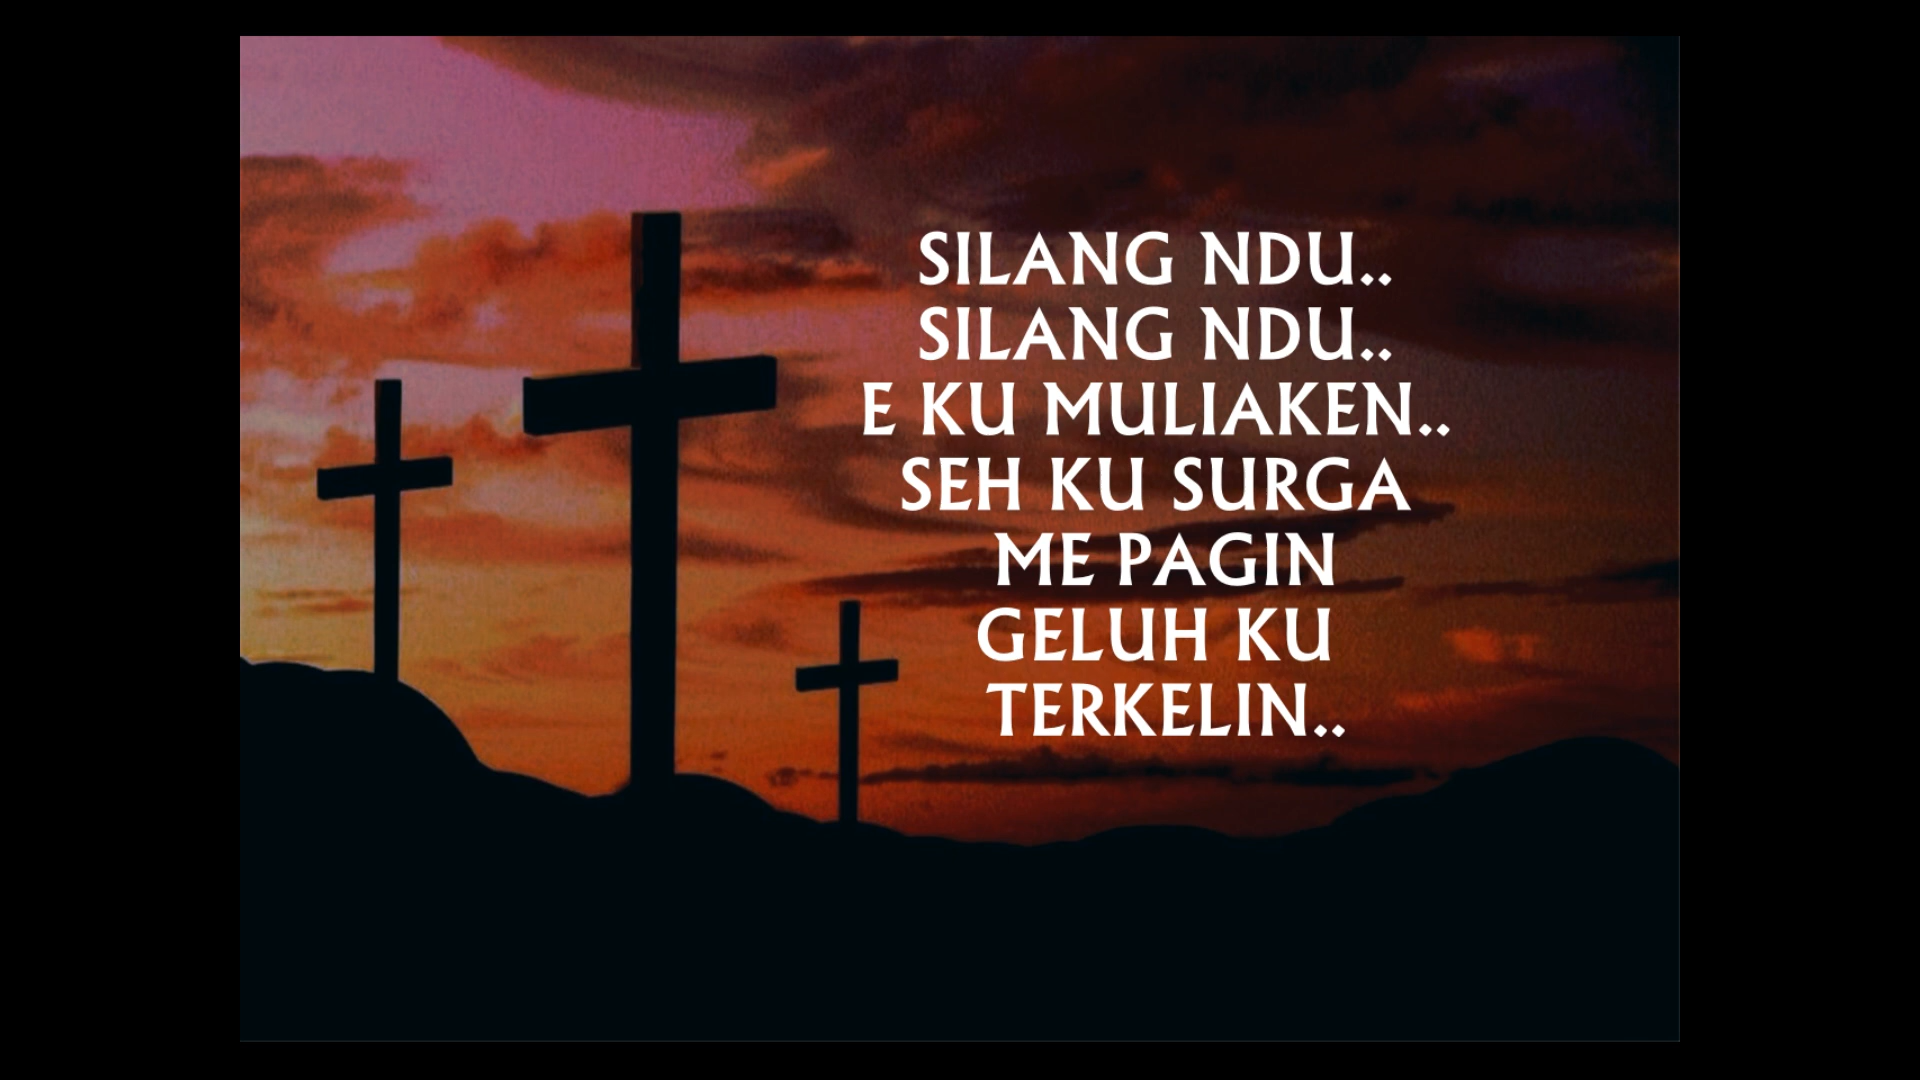 SILANG NDU..
SILANG NDU..
E KU MULIAKEN..
SEH KU SURGA
ME PAGIN
GELUH KU
TERKELIN..